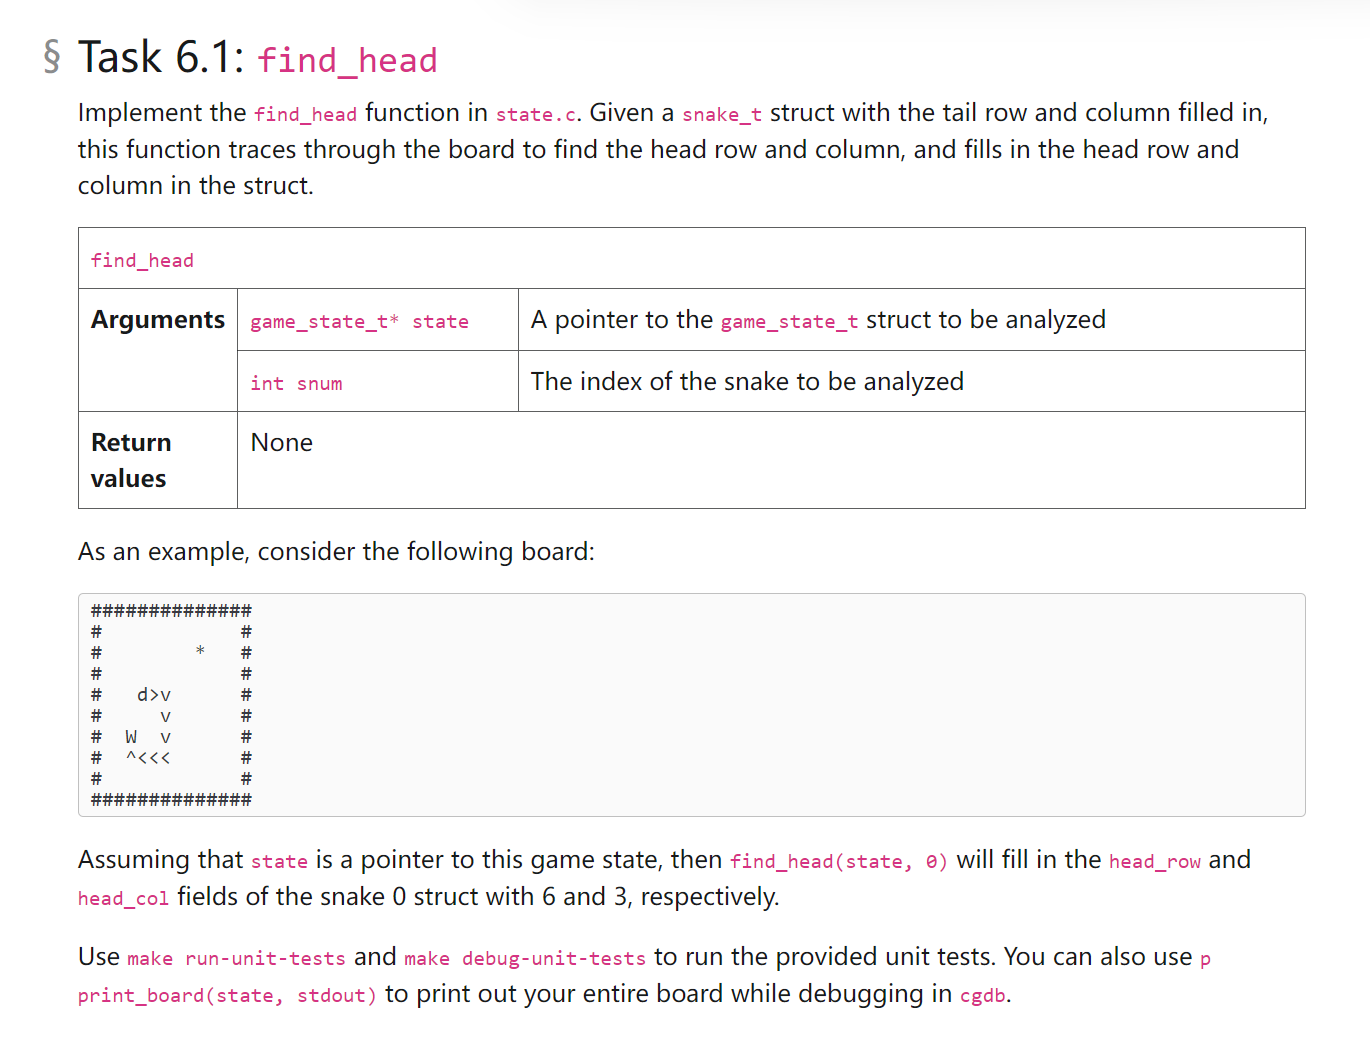 § Task 6.1: find_head
Implement the find_head function in state.c. Given a snake_t struct with the tail row and column filled in,
this function traces through the board to find the head row and column, and fills in the head row and
column in the struct.
find_head
Arguments game_state_t* state A pointer to the game_state_t struct to be analyzed
int snum The index of the snake to be analyzed
Return None
values
As an example, consider the following board:
##############
#            #
#        *   #
#            #
#   d>v      #
#     v      #
#  W  v      #
#  ^<<<      #
#            #
##############
Assuming that state is a pointer to this game state, then find_head(state, 0) will fill in the head_row and
head_col fields of the snake 0 struct with 6 and 3, respectively.
Use make run-unit-tests and make debug-unit-tests to run the provided unit tests. You can also use p
print_board(state, stdout) to print out your entire board while debugging in cgdb.